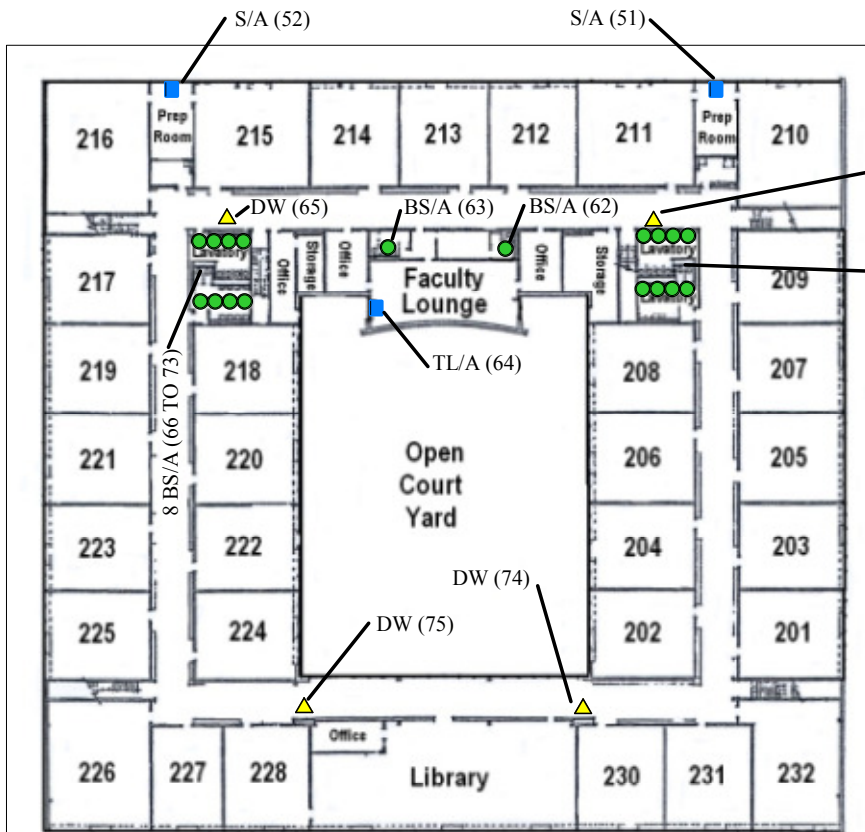 S/A (52)
S/A (51)
216
Prep
Room
215
214
213
212
211
Prep
Room
210
DW (65)
BS/A (63)
BS/A (62)
Lavatory
Office
Storage
Office
Office
Storage
Lavatory
Lavatory
217
Faculty
Lounge
209
TL/A (64)
8 BS/A (66 TO 73)
219
218
208
207
221
220
Open
Court
Yard
206
205
223
222
204
203
DW (74)
DW (75)
225
224
202
201
Office
226
227
228
Library
230
231
232